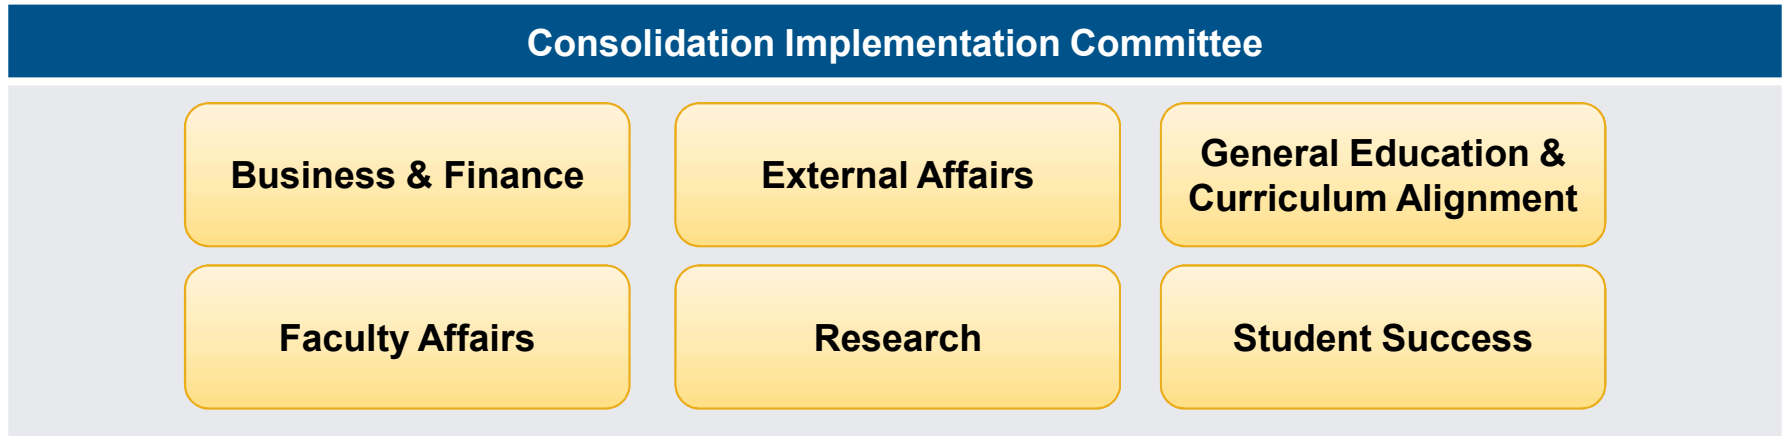 Consolidation Implementation Committee
Business & Finance
External Affairs
General Education &
Curriculum Alignment
Faculty Affairs
Research
Student Success